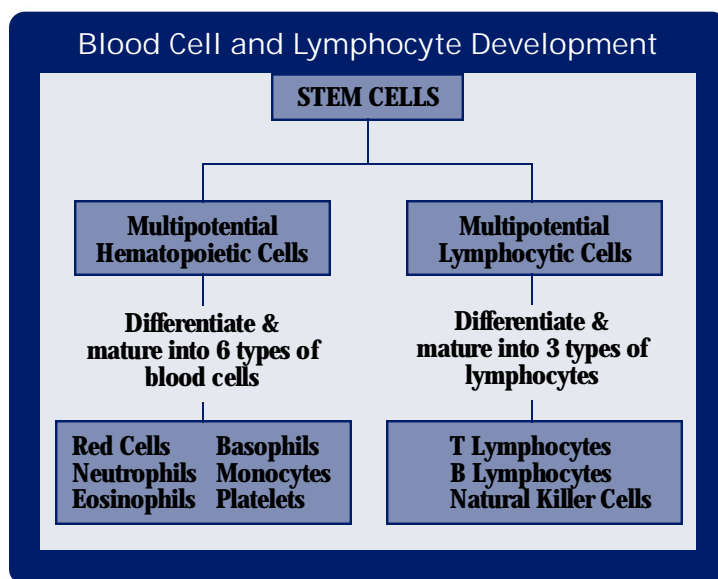 Blood Cell and Lymphocyte Development
STEM CELLS
Multipotential
Hematopoietic Cells
Differentiate &
mature into 6 types of
blood cells
Red Cells Basophils
Neutrophils Monocytes
Eosinophils Platelets
Multipotential
Lymphocytic Cells
Differentiate &
mature into 3 types of
lymphocytes
T Lymphocytes
B Lymphocytes
Natural Killer Cells